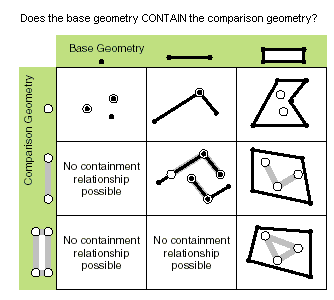 Does the base geometry CONTAIN the comparison geometry?
Base Geometry
Comparison Geometry
No containment
relationship
possible
No containment
relationship
possible
No containment
relationship
possible